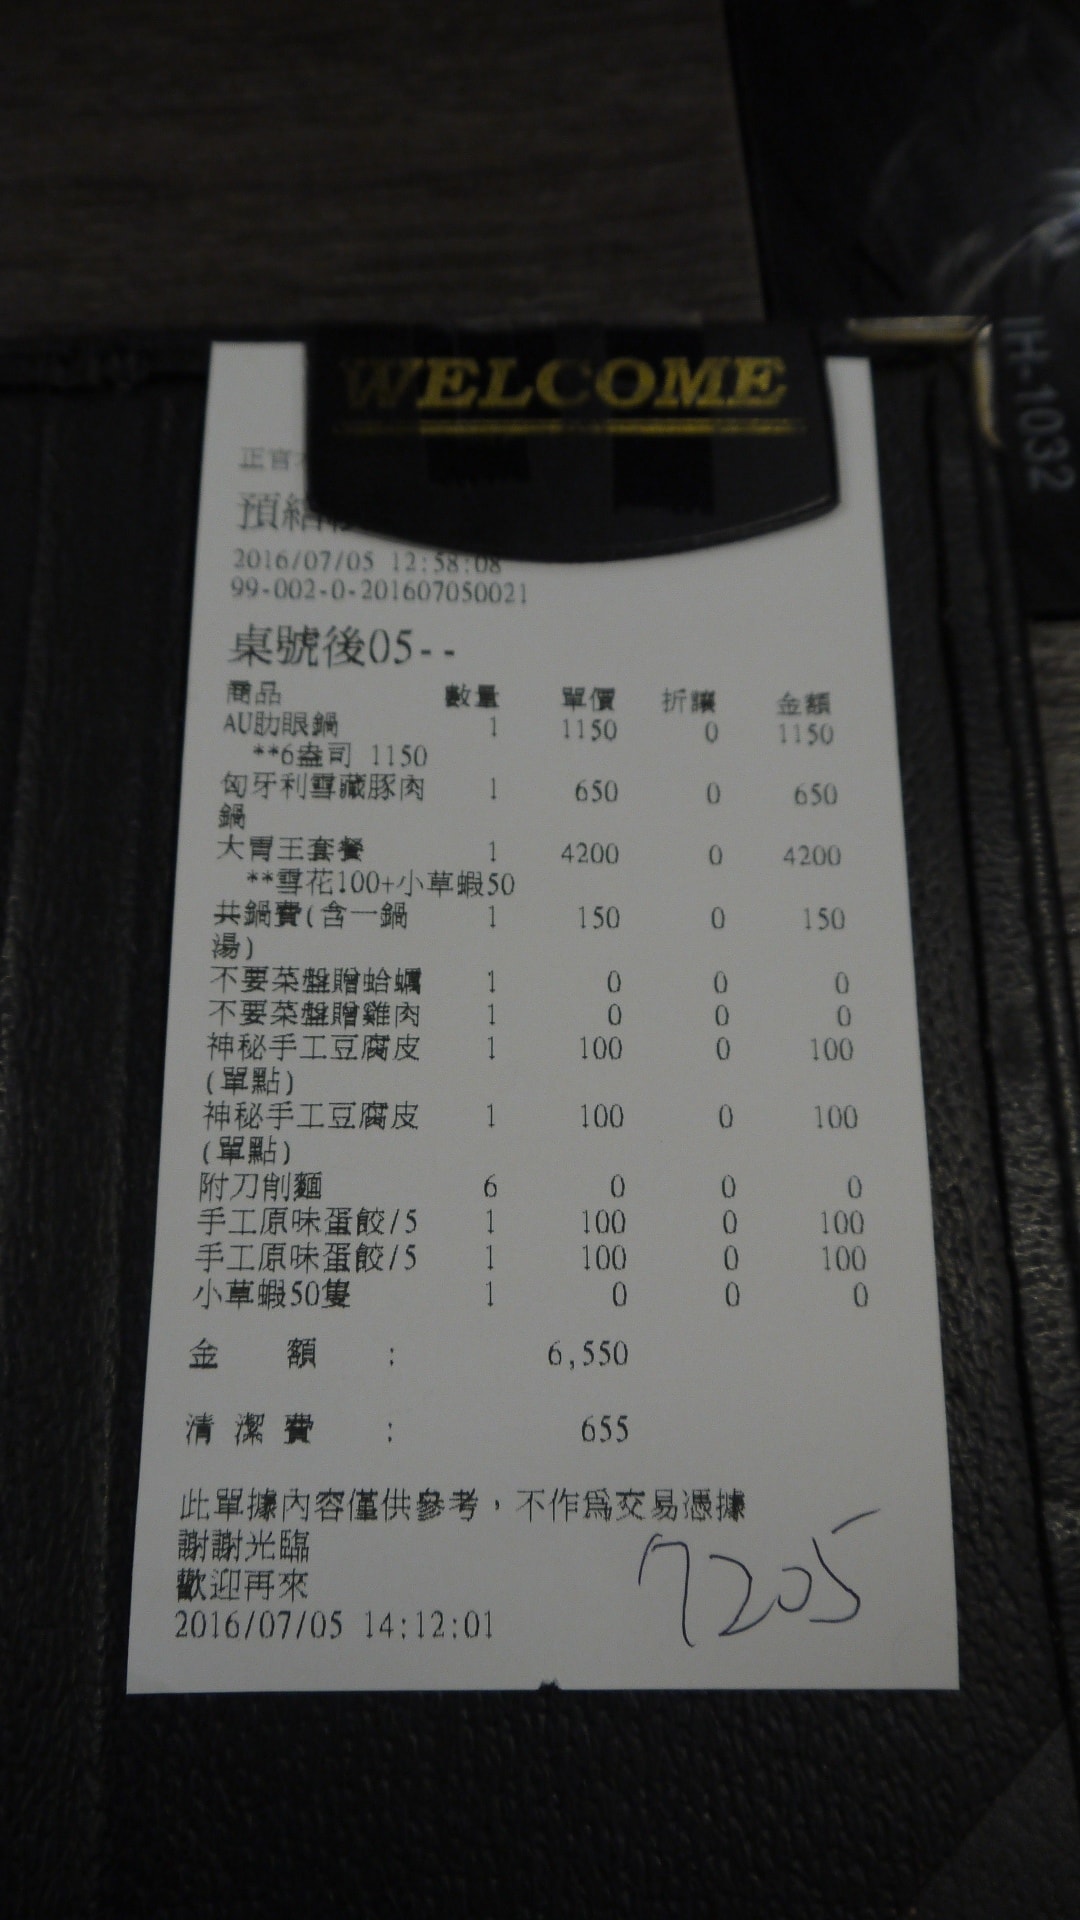 WELCOME
IH-1032
正官
預結
2016/07/05 12:58:08
99-002-0-201607050021
桌號後05--
商品 數量 單價 折讓 金額
AU肋眼鍋 1 1150 0 1150
**6盎司 1150
匈牙利雪藏豚肉 1 650 0 650
鍋
大胃王套餐 1 4200 0 4200
**雪花100+小草蝦50
共鍋費(含一鍋 1 150 0 150
湯)
不要菜盤贈蛤蠣 1 0 0 0
不要菜盤贈雞肉 1 0 0 0
神秘手工豆腐皮 1 100 0 100
(單點)
神秘手工豆腐皮 1 100 0 100
(單點)
附刀削麵 6 0 0 0
手工原味蛋餃/5 1 100 0 100
手工原味蛋餃/5 1 100 0 100
小草蝦50隻 1 0 0 0
金 額 : 6,550
清潔費 : 655
此單據內容僅供參考，不作為交易憑據
謝謝光臨
歡迎再來
2016/07/05 14:12:01
7205